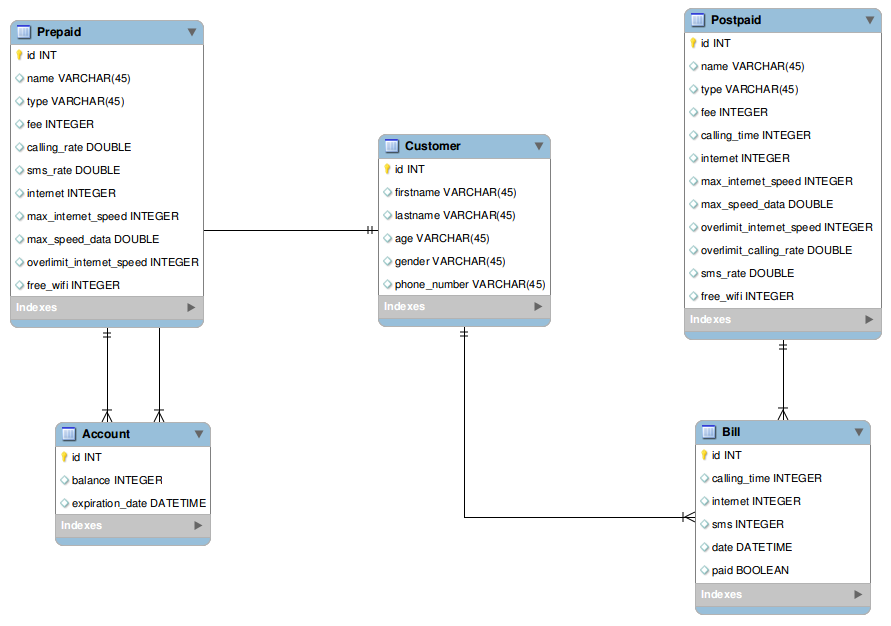 Prepaid
id INT
name VARCHAR(45)
type VARCHAR(45)
fee INTEGER
calling_rate DOUBLE
sms_rate DOUBLE
internet INTEGER
max_internet_speed INTEGER
max_speed_data DOUBLE
overlimit_internet_speed INTEGER
free_wifi INTEGER
Indexes
Account
id INT
balance INTEGER
expiration_date DATETIME
Indexes
Customer
id INT
firstname VARCHAR(45)
lastname VARCHAR(45)
age VARCHAR(45)
gender VARCHAR(45)
phone_number VARCHAR(45)
Indexes
Postpaid
id INT
name VARCHAR(45)
type VARCHAR(45)
fee INTEGER
calling_time INTEGER
internet INTEGER
max_internet_speed INTEGER
max_speed_data DOUBLE
overlimit_internet_speed INTEGER
overlimit_calling_rate DOUBLE
sms_rate DOUBLE
free_wifi INTEGER
Indexes
Bill
id INT
calling_time INTEGER
internet INTEGER
sms INTEGER
date DATETIME
paid BOOLEAN
Indexes